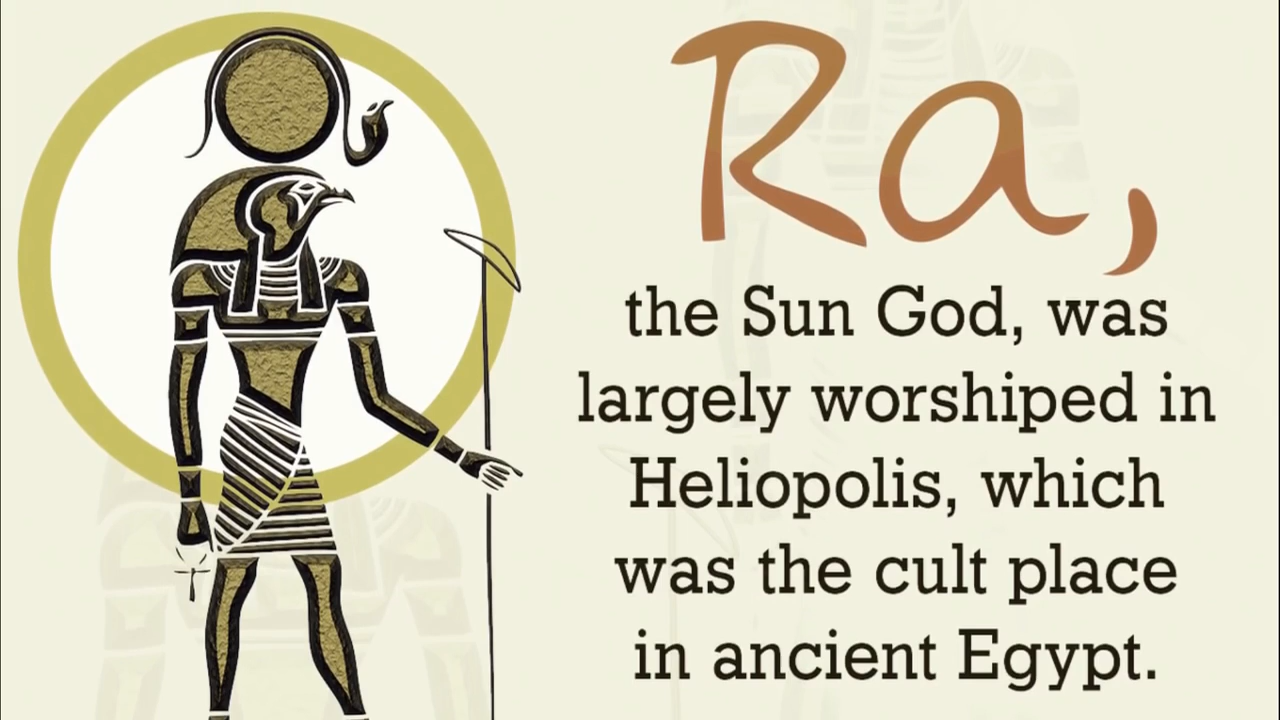 Ra,
the Sun God, was
largely worshiped in
Heliopolis, which
was the cult place
in ancient Egypt.